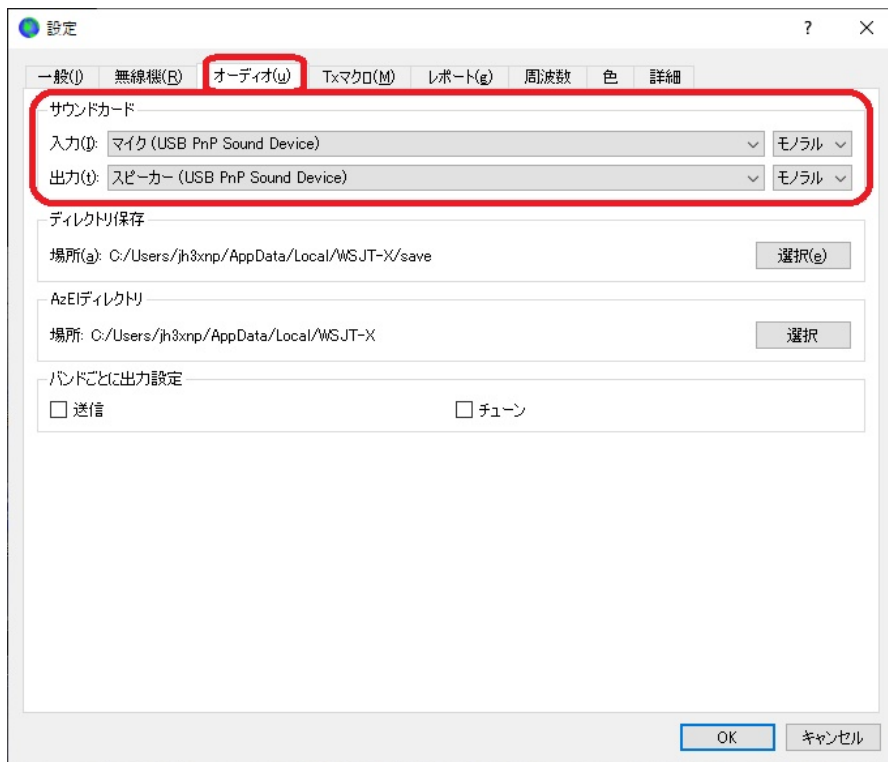 設定
一般(I) 無線機(R) オーディオ(u) Txマクロ(M) レポート(g) 周波数 色 詳細
サウンドカード
入力(I): マイク (USB PnP Sound Device) モノラル
出力(t): スピーカー (USB PnP Sound Device) モノラル
ディレクトリ保存
場所(a): C:/Users/jh3xnp/AppData/Local/WSJT-X/save 選択(e)
AzElディレクトリ
場所: C:/Users/jh3xnp/AppData/Local/WSJT-X 選択
バンドごとに出力設定
送信 チューン
OK キャンセル